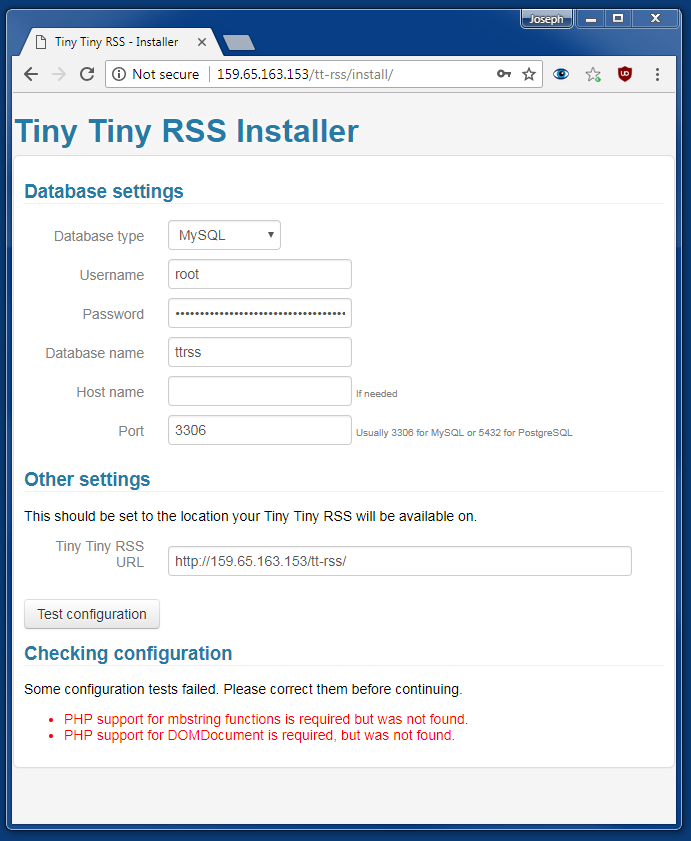 Joseph
Tiny Tiny RSS - Installer
Not secure 159.65.163.153/tt-rss/install/
Tiny Tiny RSS Installer
Database settings
Database type MySQL
Username root
Password ••••••••••••••••••••••••••••••••••
Database name ttrss
Host name If needed
Port 3306 Usually 3306 for MySQL or 5432 for PostgreSQL
Other settings
This should be set to the location your Tiny Tiny RSS will be available on.
Tiny Tiny RSS
URL http://159.65.163.153/tt-rss/
Test configuration
Checking configuration
Some configuration tests failed. Please correct them before continuing.
• PHP support for mbstring functions is required but was not found.
• PHP support for DOMDocument is required, but was not found.